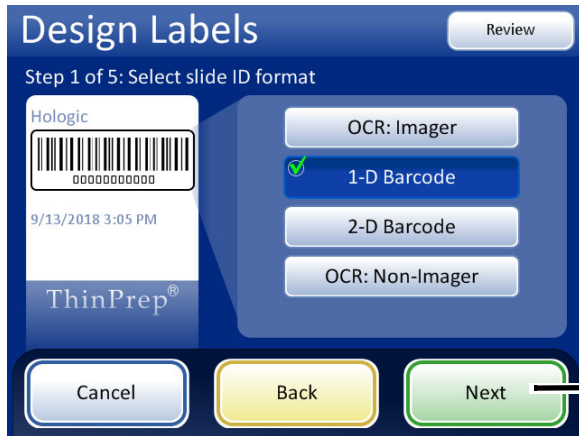 Design Labels
Review
Step 1 of 5: Select slide ID format
Hologic
00000000000
9/13/2018 3:05 PM
ThinPrep®
OCR: Imager
1-D Barcode
2-D Barcode
OCR: Non-Imager
Cancel
Back
Next